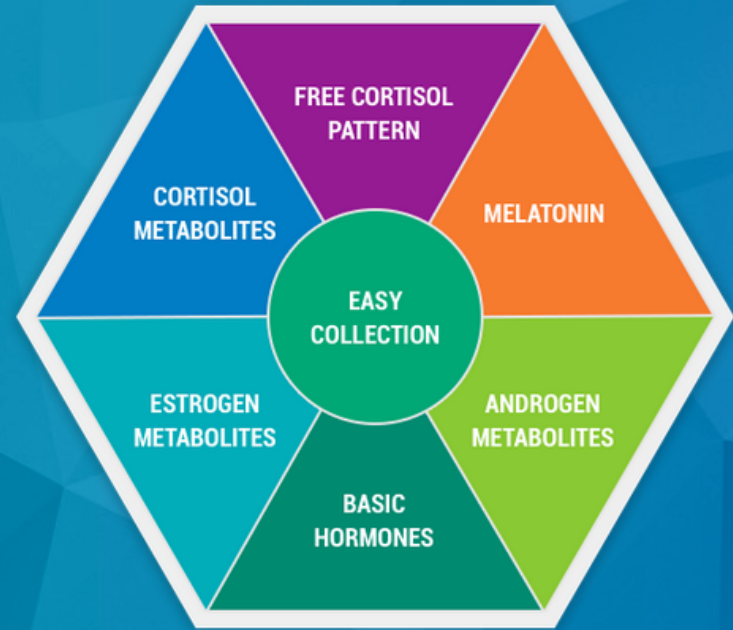 FREE CORTISOL
PATTERN
CORTISOL
METABOLITES
MELATONIN
EASY
COLLECTION
ESTROGEN
METABOLITES
ANDROGEN
METABOLITES
BASIC
HORMONES